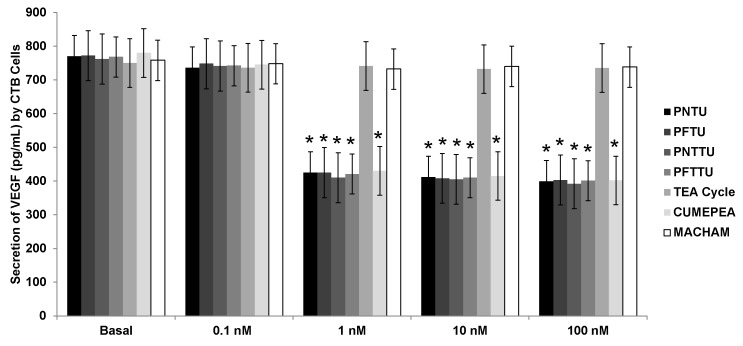 Secretion of VEGF (pg/mL) by CTB Cells
900
800
700
600
500
400
300
200
100
0
* * * * * * * * * * * * * * *
Basal 0.1 nM 1 nM 10 nM 100 nM
PNTU
PFTU
PNTTU
PFTTU
TEA Cycle
CUMEPEA
MACHAM